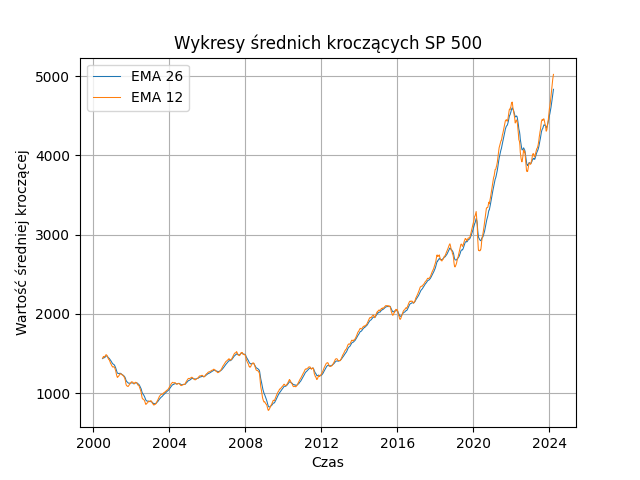 Wykresy średnich kroczących SP 500
EMA 26
EMA 12
Wartość średniej kroczącej
5000
4000
3000
2000
1000
2000 2004 2008 2012 2016 2020 2024
Czas